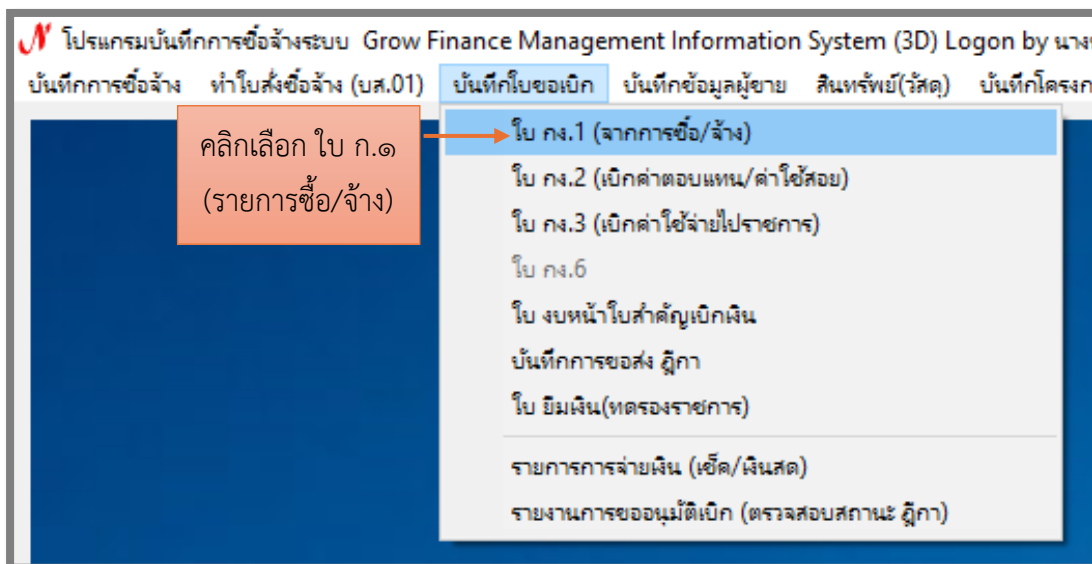 โปรแกรมบันทึกการซื่อจ้างระบบ Grow Finance Management Information System (3D) Logon by นาง
บันทึกการซื่อจ้าง ทำใบสั่งซื่อจ้าง (บส.01) บันทึกใบขอเบิก บันทึกข้อมูลผู้ขาย สินทรัพย์(วัสดุ) บันทึกโครงก
คลิกเลือก ใบ ก.๑
(รายการซื้อ/จ้าง)
ใบ กง.1 (จากการซื่อ/จ้าง)
ใบ กง.2 (เบิกค่าตอบแทน/ค่าใช้สอย)
ใบ กง.3 (เบิกค่าใช้จ่ายไปราชการ)
ใบ กง.6
ใบ งบหน้าใบสำคัญเบิกเงิน
บันทึกการขอส่ง ฎีกา
ใบ ยืมเงิน(ทดรองราชการ)
รายการการจ่ายเงิน (เช็ค/เงินสด)
รายงานการขออนุมัติเบิก (ตรวจสอบสถานะ ฎีกา)